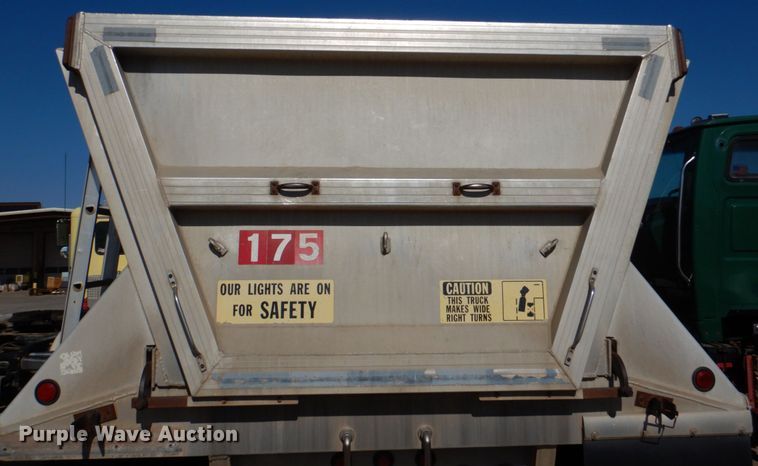 175
OUR LIGHTS ARE ON
FOR SAFETY
CAUTION
THIS TRUCK
MAKES WIDE
RIGHT TURNS
Purple Wave Auction